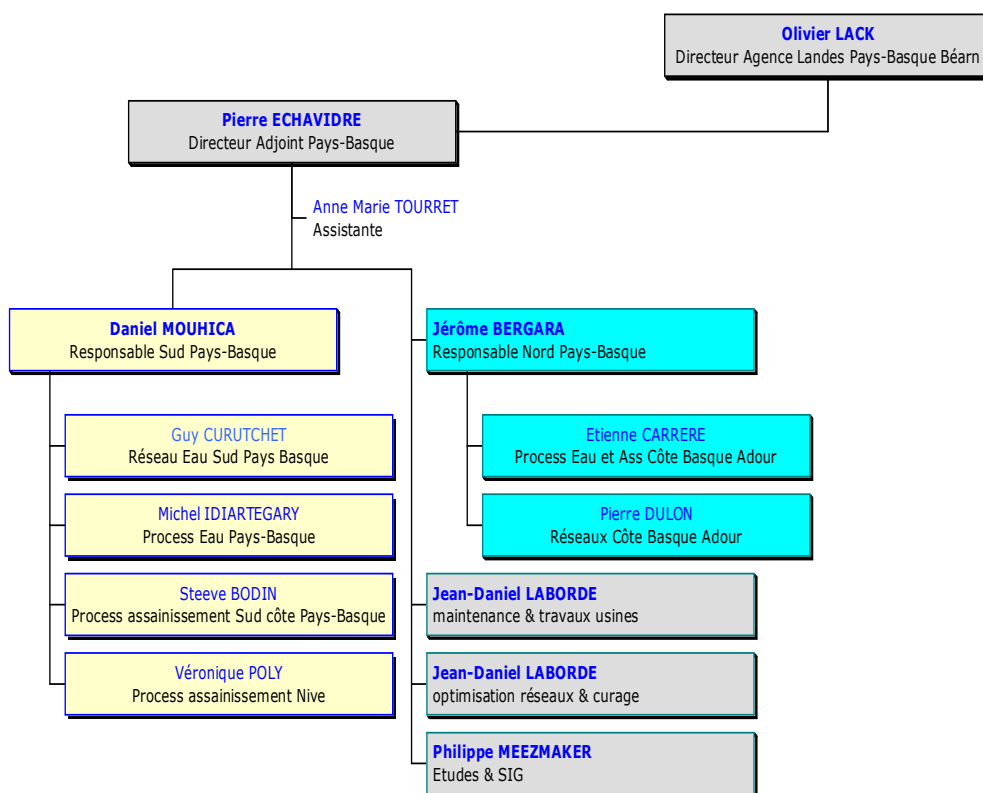 Olivier LACK
Directeur Agence Landes Pays-Basque Béarn
Pierre ECHAVIDRE
Directeur Adjoint Pays-Basque
Anne Marie TOURRET
Assistante
Daniel MOUHICA
Responsable Sud Pays-Basque
Guy CURUTCHET
Réseau Eau Sud Pays Basque
Michel IDIARTEGARY
Process Eau Pays-Basque
Steeve BODIN
Process assainissement Sud côte Pays-Basque
Véronique POLY
Process assainissement Nive
Jérôme BERGARA
Responsable Nord Pays-Basque
Etienne CARRERE
Process Eau et Ass Côte Basque Adour
Pierre DULON
Réseaux Côte Basque Adour
Jean-Daniel LABORDE
maintenance & travaux usines
Jean-Daniel LABORDE
optimisation réseaux & curage
Philippe MEEZMAKER
Etudes & SIG